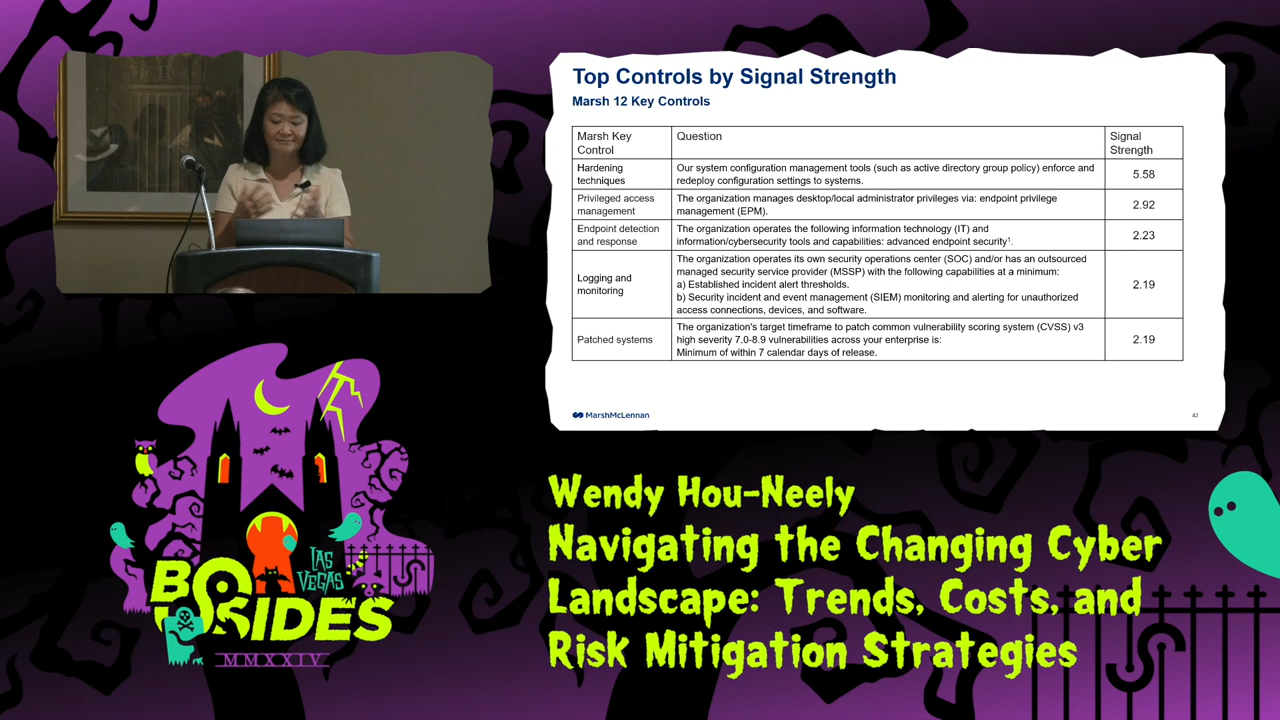 Top Controls by Signal Strength
Marsh 12 Key Controls
Marsh Key
Control
Question
Signal
Strength
Hardening
techniques
Our system configuration management tools (such as active directory group policy) enforce and
redeploy configuration settings to systems.
5.58
Privileged access
management
The organization manages desktop/local administrator privileges via: endpoint privilege
management (EPM).
2.92
Endpoint detection
and response
The organization operates the following information technology (IT) and
information/cybersecurity tools and capabilities: advanced endpoint security¹.
2.23
Logging and
monitoring
The organization operates its own security operations center (SOC) and/or has an outsourced
managed security service provider (MSSP) with the following capabilities at a minimum:
a) Established incident alert thresholds.
b) Security incident and event management (SIEM) monitoring and alerting for unauthorized
access connections, devices, and software.
2.19
Patched systems
The organization's target timeframe to patch common vulnerability scoring system (CVSS) v3
high severity 7.0-8.9 vulnerabilities across your enterprise is:
Minimum of within 7 calendar days of release.
2.19
MarshMcLennan
47
LAS
VEGAS
BSIDES
MMXXIV
Wendy Hou-Neely
Navigating the Changing Cyber
Landscape: Trends, Costs, and
Risk Mitigation Strategies